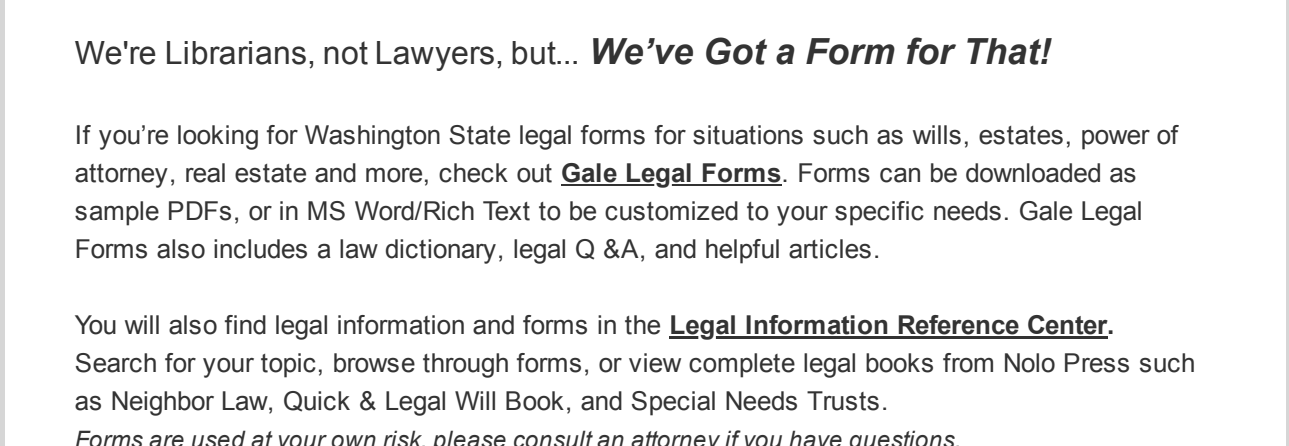 We're Librarians, not Lawyers, but... We’ve Got a Form for That!
If you’re looking for Washington State legal forms for situations such as wills, estates, power of
attorney, real estate and more, check out Gale Legal Forms. Forms can be downloaded as
sample PDFs, or in MS Word/Rich Text to be customized to your specific needs. Gale Legal
Forms also includes a law dictionary, legal Q &A, and helpful articles.
You will also find legal information and forms in the Legal Information Reference Center.
Search for your topic, browse through forms, or view complete legal books from Nolo Press such
as Neighbor Law, Quick & Legal Will Book, and Special Needs Trusts.
Forms are used at your own risk, please consult an attorney if you have questions.